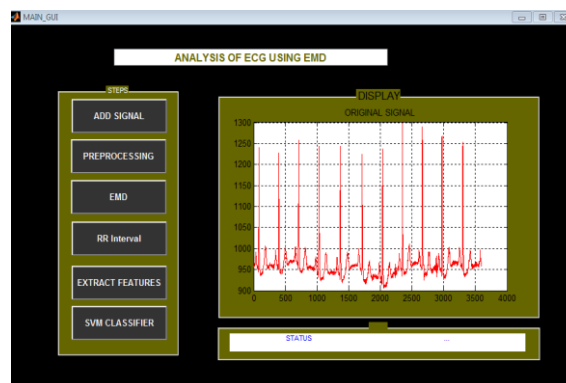 MAIN_GUI
ANALYSIS OF ECG USING EMD
STEPS
ADD SIGNAL
PREPROCESSING
EMD
RR Interval
EXTRACT FEATURES
SVM CLASSIFIER
DISPLAY
ORIGINAL SIGNAL
1300
1250
1200
1150
1100
1050
1000
950
900
0 500 1000 1500 2000 2500 3000 3500 4000
STATUS ...